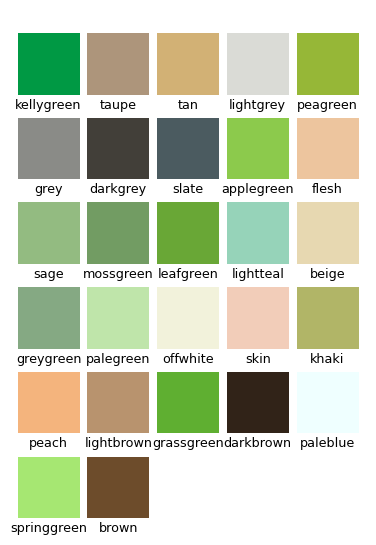 kellygreen taupe tan lightgrey peagreen
grey darkgrey slate applegreen flesh
sage mossgreen leafgreen lightteal beige
greygreen palegreen offwhite skin khaki
peach lightbrown grassgreen darkbrown paleblue
springgreen brown